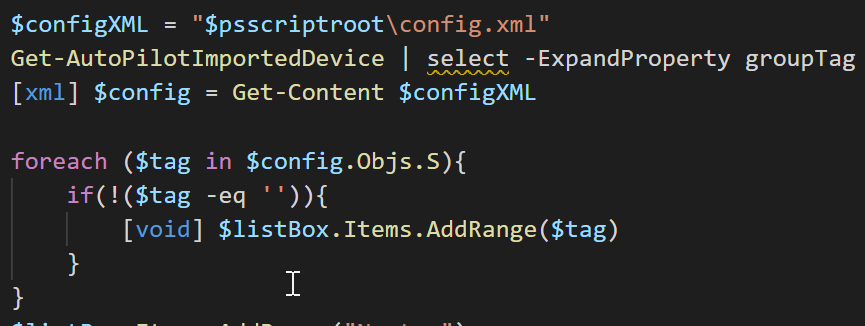 $configXML = "$psscriptroot\config.xml"
Get-AutoPilotImportedDevice | select -ExpandProperty groupTag
[xml] $config = Get-Content $configXML
foreach ($tag in $config.Objs.S){
if(!($tag -eq '')){
[void] $listBox.Items.AddRange($tag)
}
}